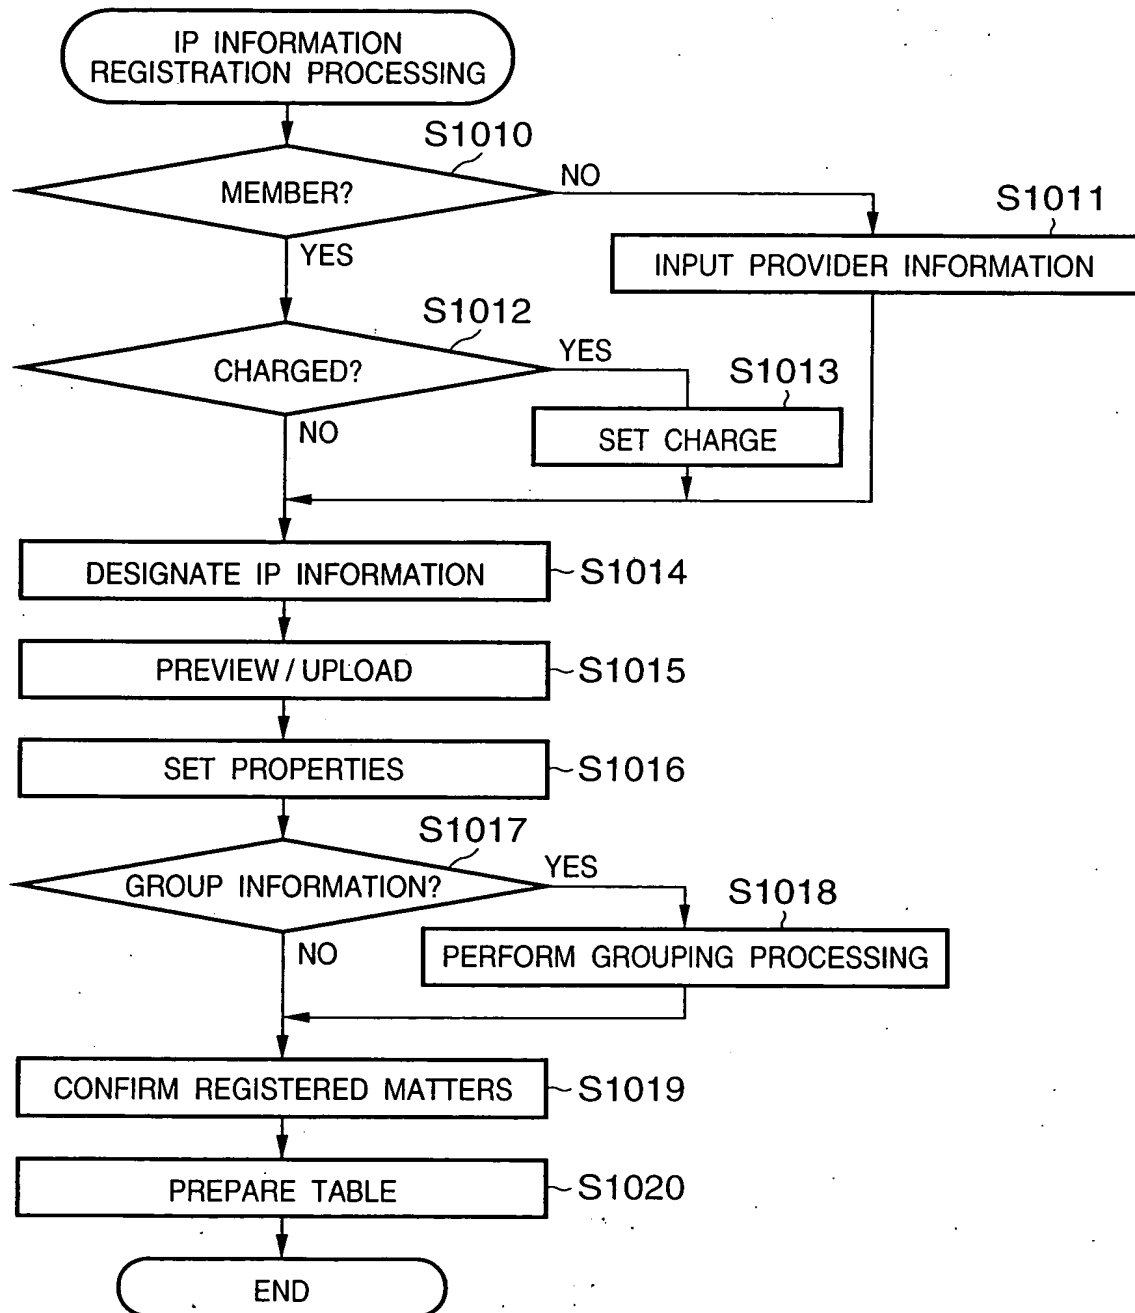 IP INFORMATION
REGISTRATION PROCESSING
S1010
MEMBER?
NO
YES
S1011
INPUT PROVIDER INFORMATION
S1012
CHARGED?
YES
NO
S1013
SET CHARGE
DESIGNATE IP INFORMATION
S1014
PREVIEW / UPLOAD
S1015
SET PROPERTIES
S1016
S1017
GROUP INFORMATION?
YES
NO
S1018
PERFORM GROUPING PROCESSING
CONFIRM REGISTERED MATTERS
S1019
PREPARE TABLE
S1020
END